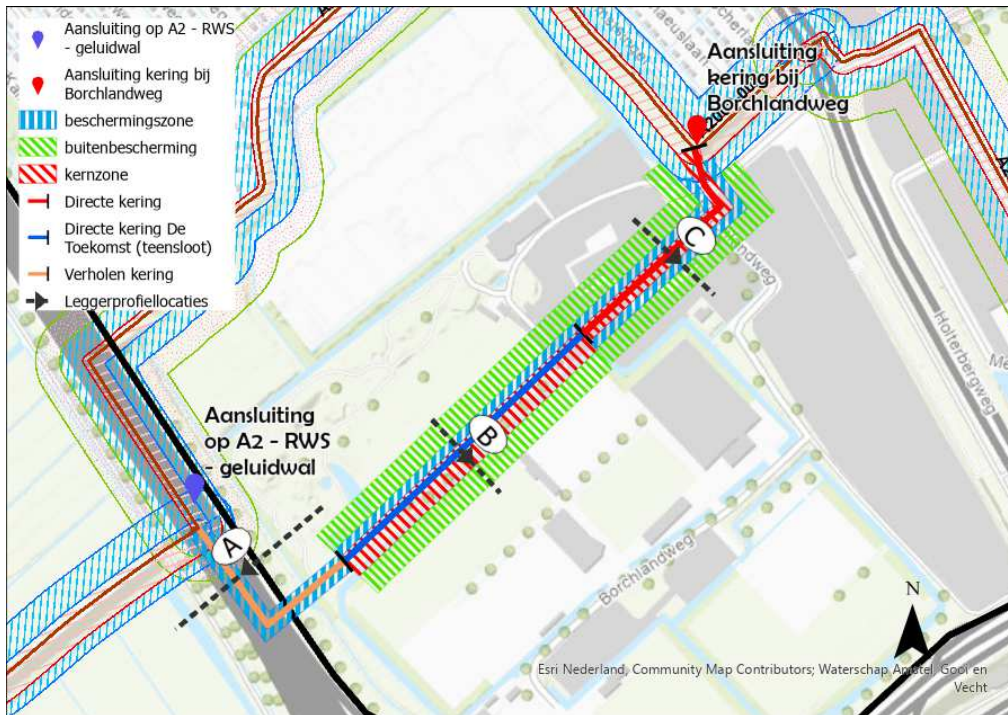 Aansluiting op A2 - RWS
- geluidwal
Aansluiting kering bij
Borchlandweg
beschermingszone
buitenbescherming
kernzone
Directe kering
Directe kering De
Toekomst (teensloot)
Verholen kering
Leggerprofiellocaties
Aansluiting
kering bij
Borchlandweg
C
Holterbergweg
B
Aansluiting
op A2 - RWS
- geluidwal
A
Borchlandweg
N
Esri Nederland, Community Map Contributors; Waterschap Amstel, Gooi en
Vecht